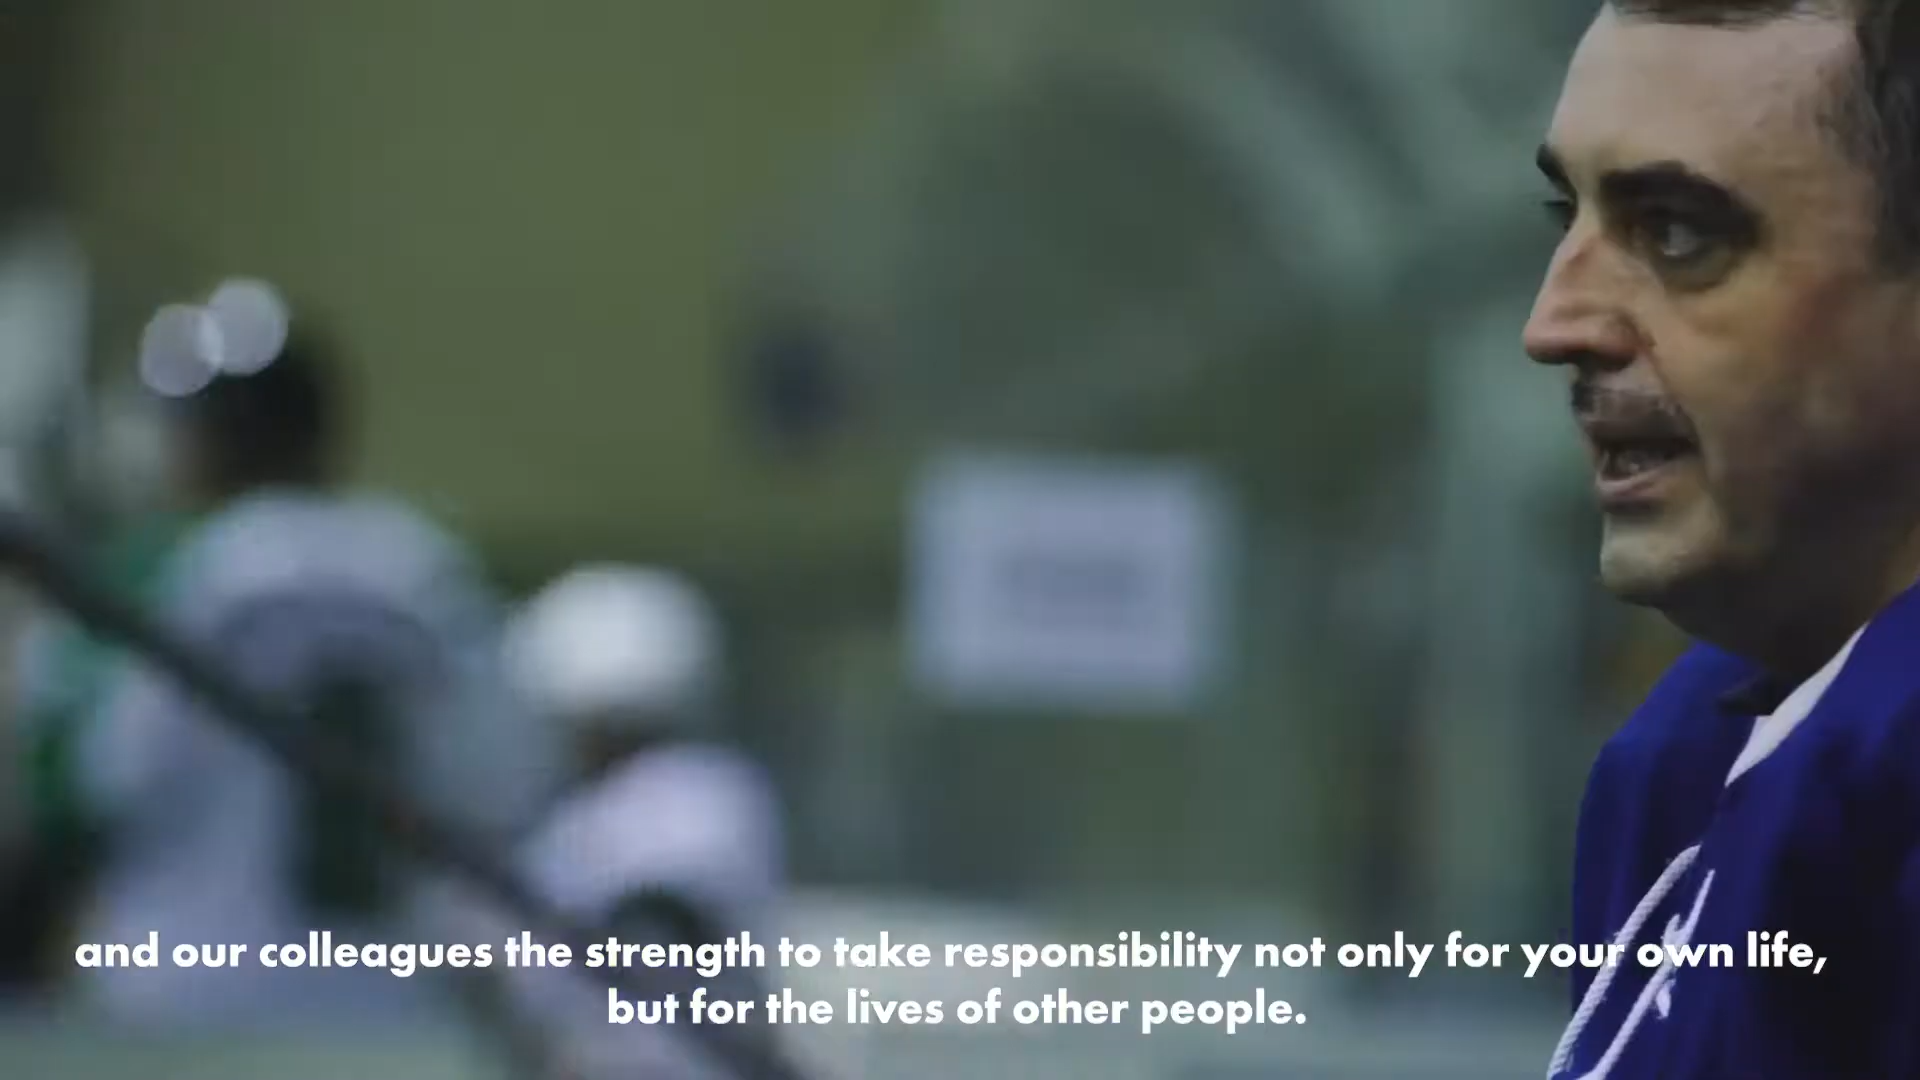 and our colleagues the strength to take responsibility not only for your own life,
but for the lives of other people.